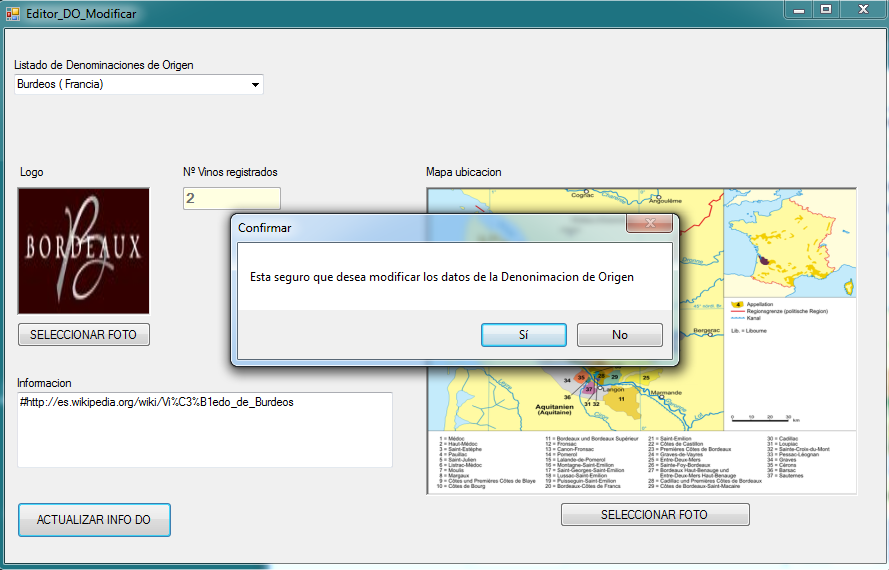 Editor_DO_Modificar
Listado de Denominaciones de Origen
Burdeos ( Francia)
Logo
Nº Vinos registrados
Mapa ubicacion
2
BORDEAUX
SELECCIONAR FOTO
Confirmar
Esta seguro que desea modificar los datos de la Denonimacion de Origen
Sí
No
Cognac
Charente
Angoulême
Dronne
Bergerac
Langon
Marmande
Aquitanien
(Aquitaine)
34
35
36
37
31 32
28
29
25
11
4 Appellation
Regionsgrenze (politische Region)
Kanal
Lib. = Libourne
0 10 20 30
km
1 = Médoc
2 = Haut-Médoc
3 = Saint-Estèphe
4 = Pauillac
5 = Saint-Julien
6 = Listrac-Médoc
7 = Moulis
8 = Margaux
9 = Côtes und Premières Côtes de Blaye
10 = Côtes de Bourg
11 = Bordeaux und Bordeaux Supérieur
12 = Fronsac
13 = Canon-Fronsac
14 = Pomerol
15 = Lalande-de-Pomerol
16 = Montagne-Saint-Emilion
17 = Saint-Georges-Saint-Emilion
18 = Lussac-Saint-Emilion
19 = Puisseguin-Saint-Emilion
20 = Bordeaux-Côtes de Francs
21 = Saint-Emilion
22 = Côtes de Castillon
23 = Premières Côtes de Bordeaux
24 = Graves-de-Vayres
25 = Entre-Deux-Mers
26 = Sainte-Foy-Bordeaux
27 = Bordeaux Haut-Benauge und
Entre-Deux-Mers Haut-Benauge
28 = Cadillac und Premières Côtes de Bordeaux
29 = Côtes de Bordeaux-Saint-Macaire
30 = Cadillac
31 = Loupiac
32 = Sainte-Croix-du-Mont
33 = Pessac-Léognan
34 = Graves
35 = Cérons
36 = Barsac
37 = Sauternes
Informacion
#http://es.wikipedia.org/wiki/Vi%C3%B1edo_de_Burdeos
ACTUALIZAR INFO DO
SELECCIONAR FOTO